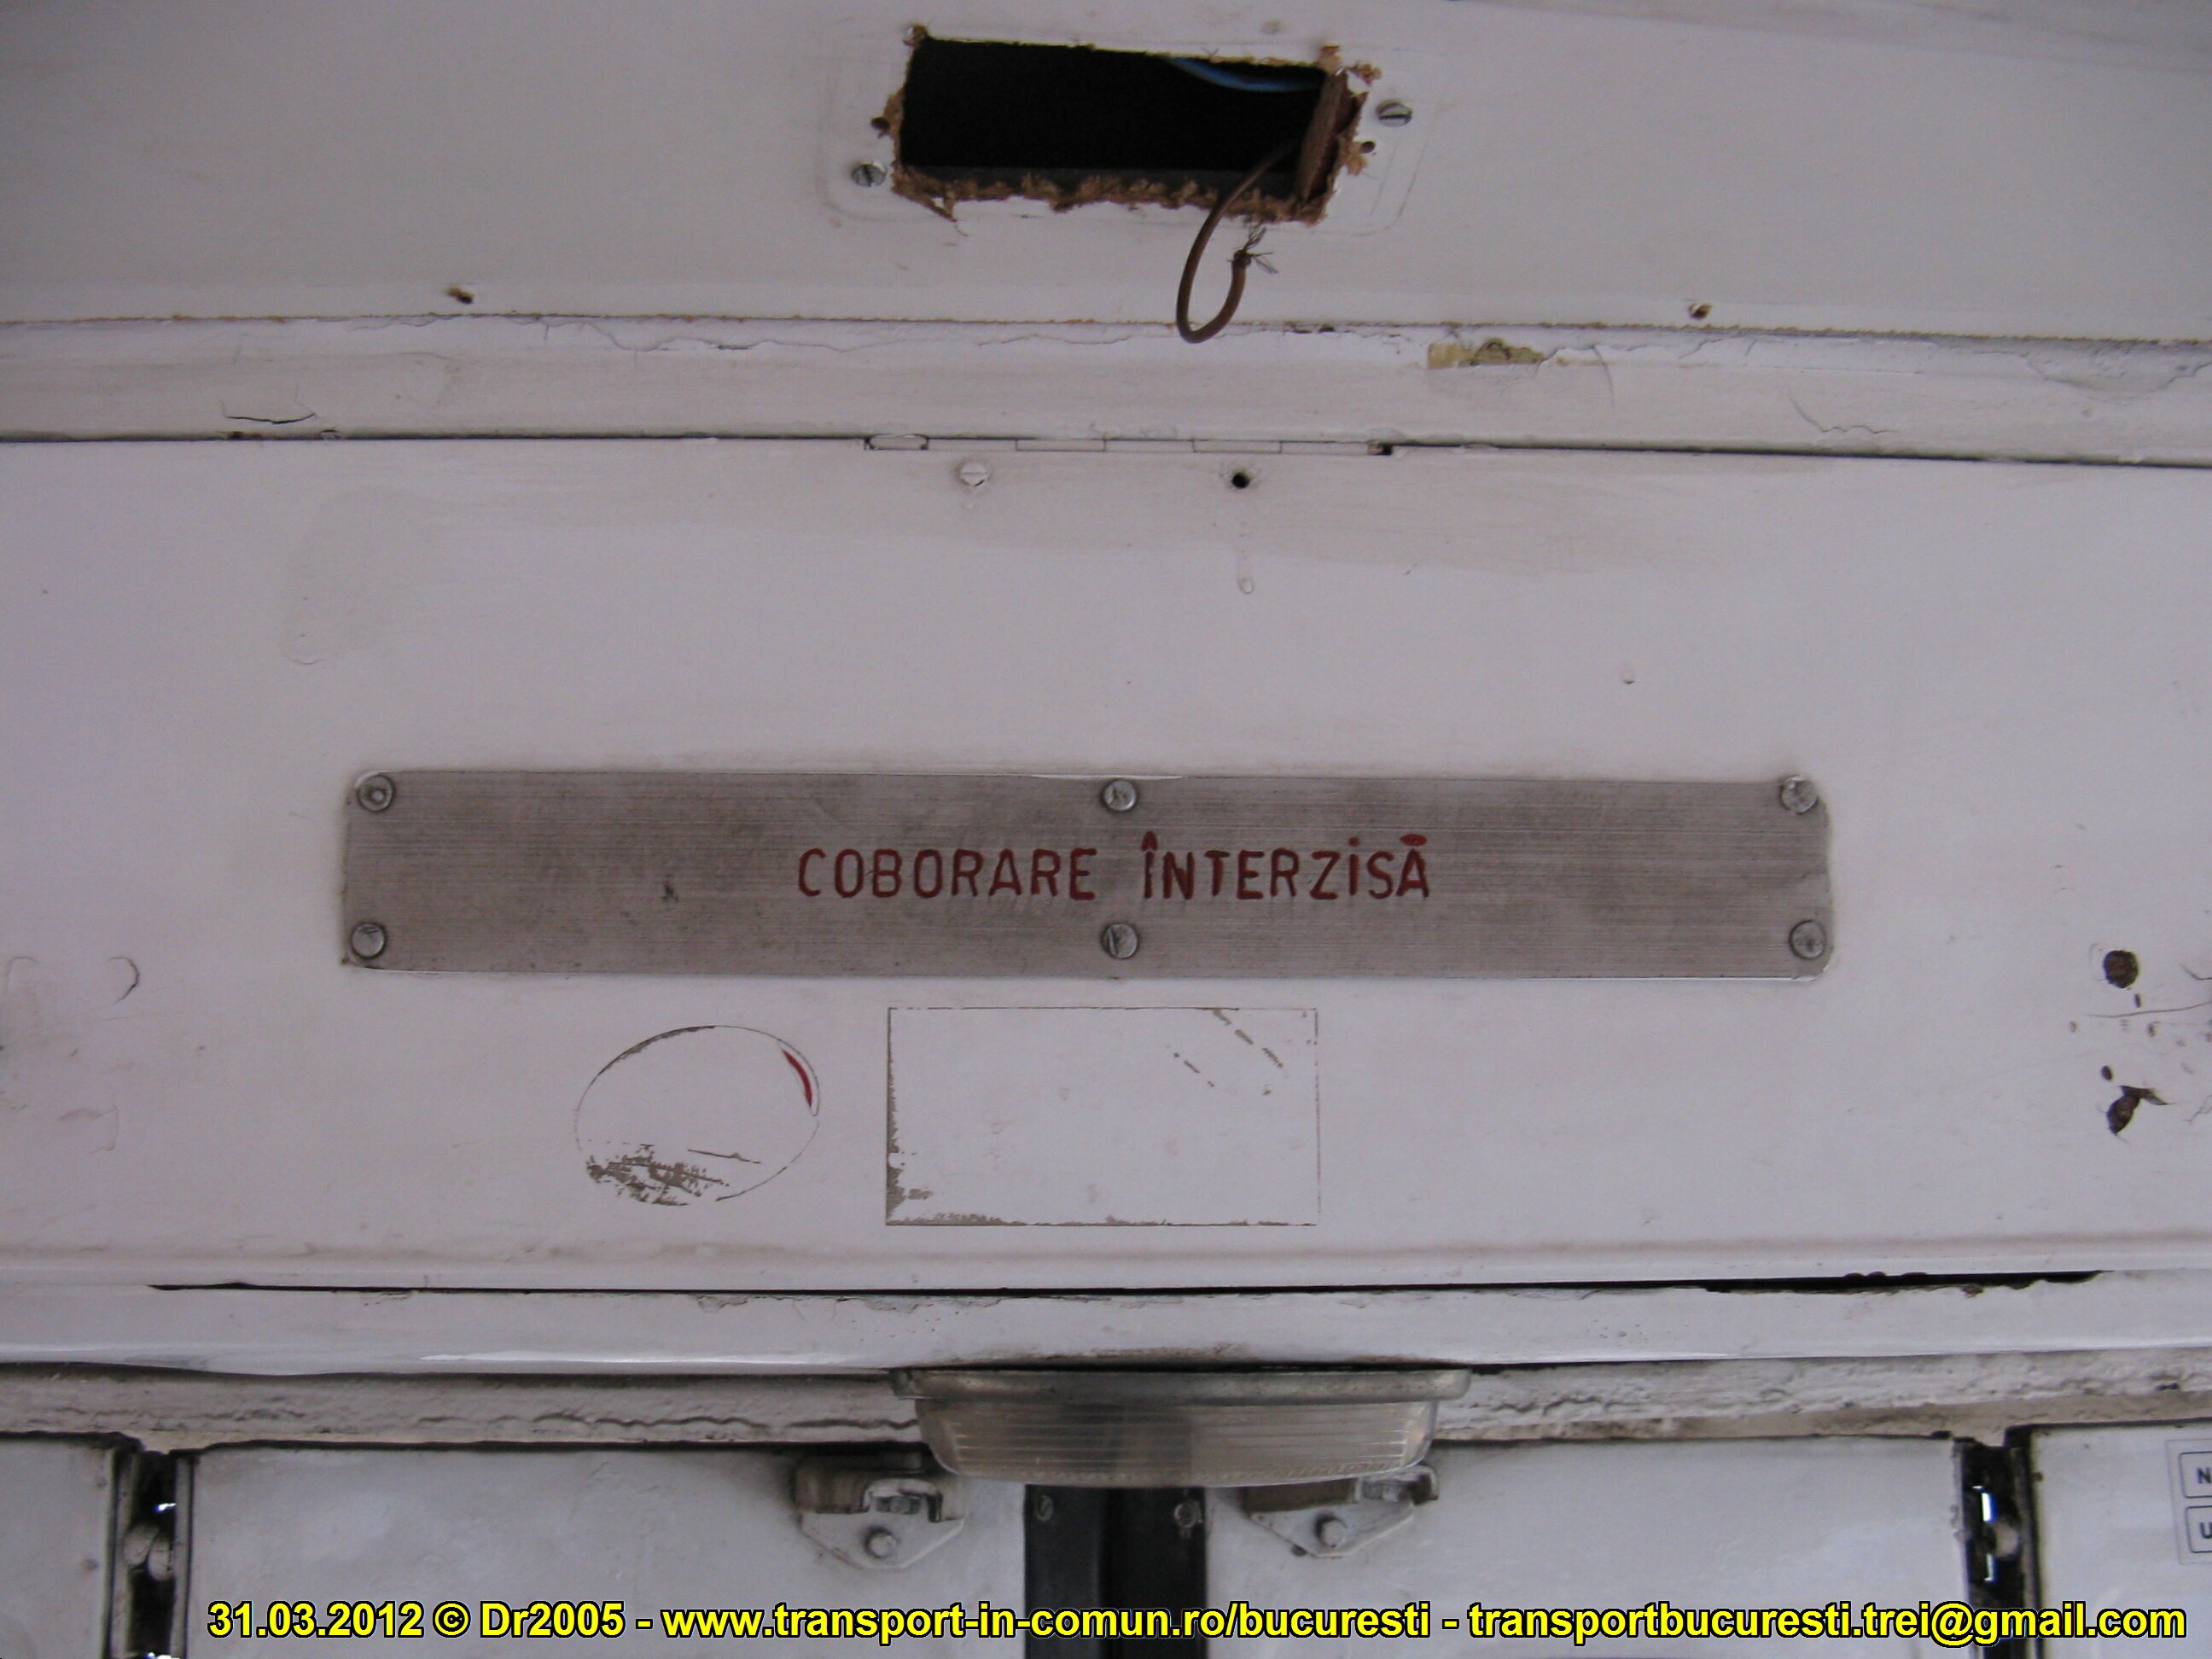 COBORARE ÎNTERZiSĂ
N
U
31.03.2012 © Dr2005 - www.transport-in-comun.ro/bucuresti - transportbucuresti.trei@gmail.com